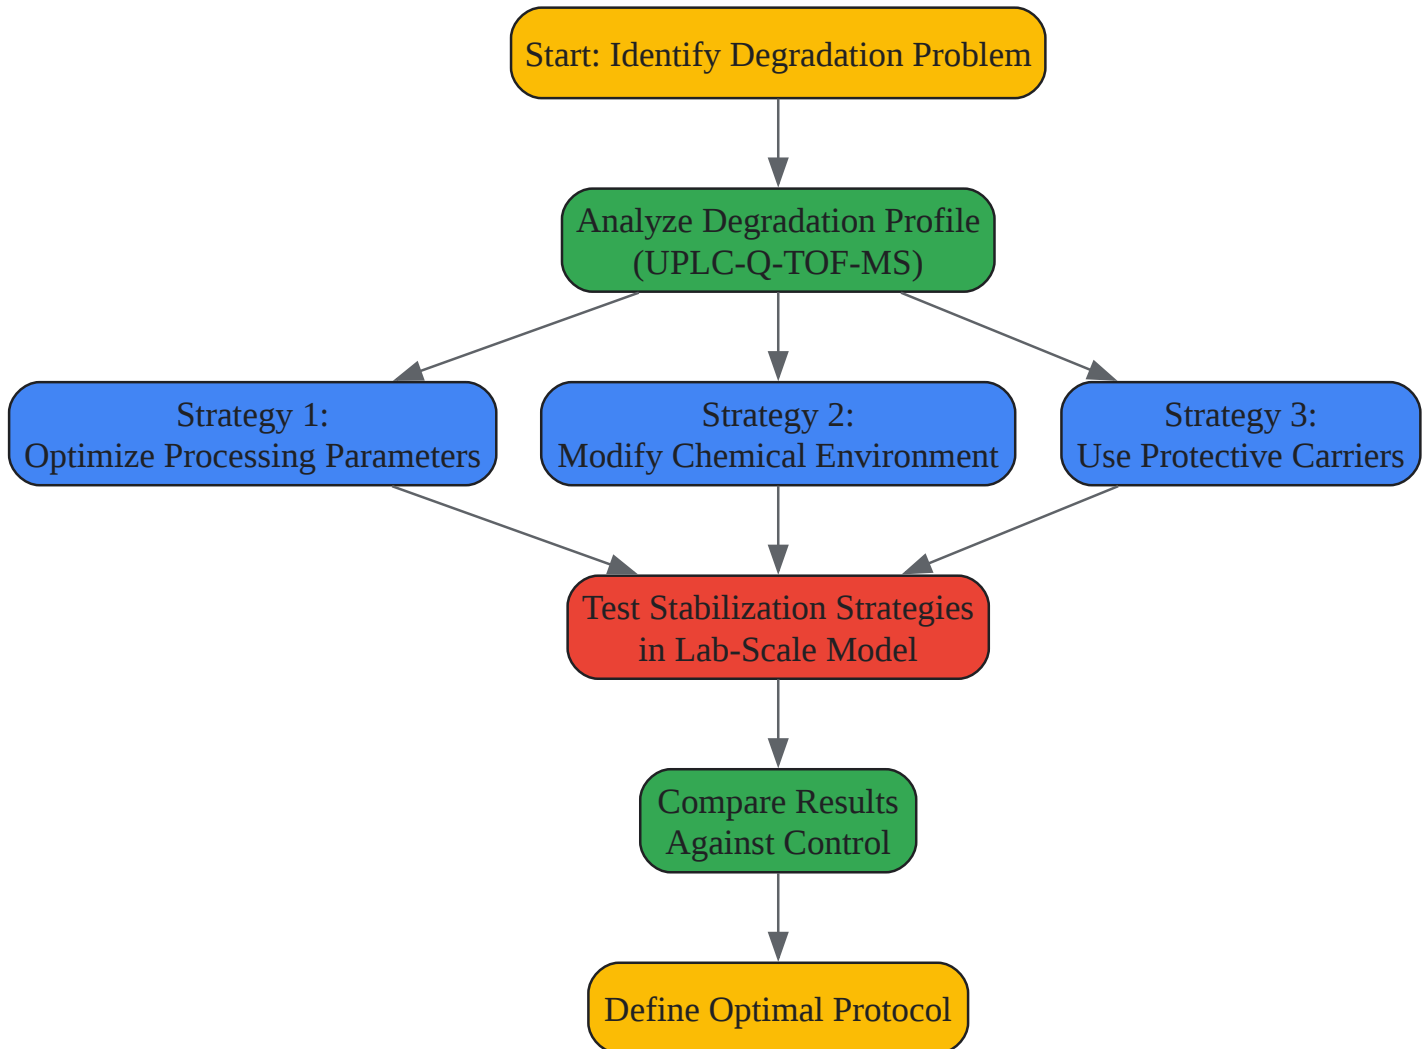 Start: Identify Degradation Problem
Analyze Degradation Profile
(UPLC-Q-TOF-MS)
Strategy 1:
Optimize Processing Parameters
Strategy 2:
Modify Chemical Environment
Strategy 3:
Use Protective Carriers
Test Stabilization Strategies
in Lab-Scale Model
Compare Results
Against Control
Define Optimal Protocol